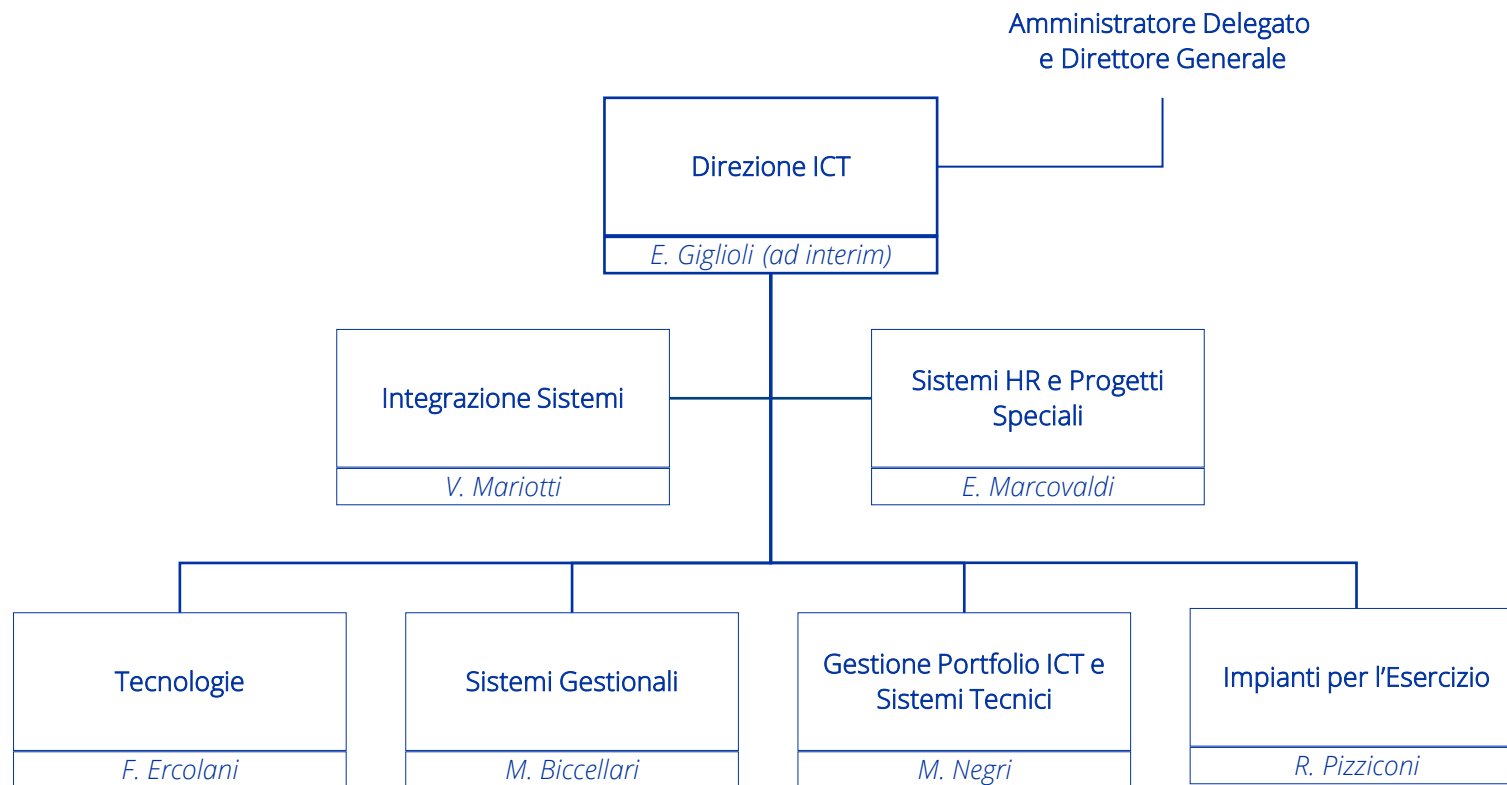 Amministratore Delegato
e Direttore Generale
Direzione ICT
E. Giglioli (ad interim)
Integrazione Sistemi
V. Mariotti
Sistemi HR e Progetti
Speciali
E. Marcovaldi
Tecnologie
F. Ercolani
Sistemi Gestionali
M. Biccellari
Gestione Portfolio ICT e
Sistemi Tecnici
M. Negri
Impianti per l’Esercizio
R. Pizziconi